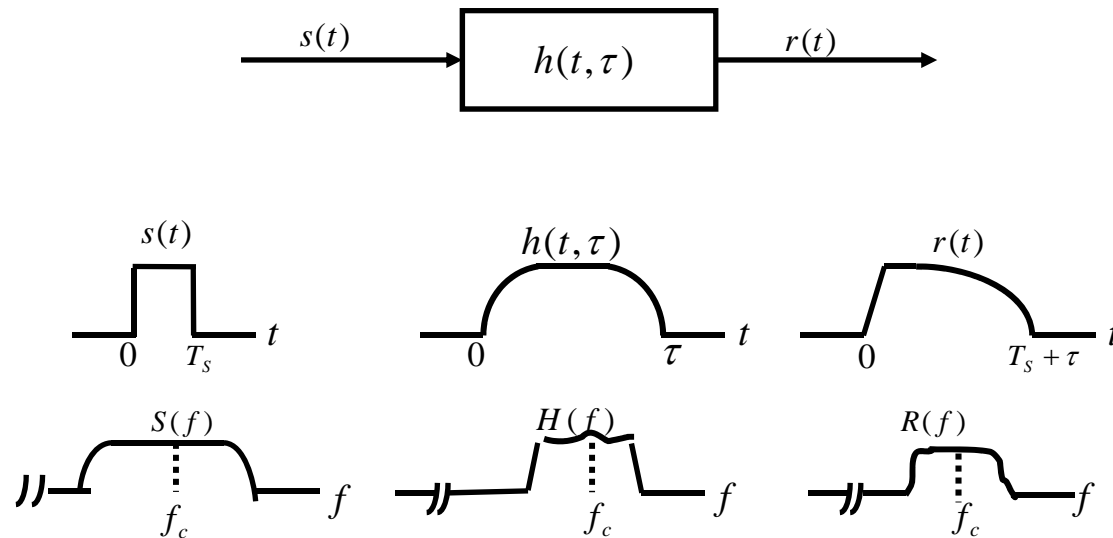 s(t) h(t, τ) r(t)
s(t) h(t, τ) r(t)
t t t
0 T_S 0 τ 0 T_S + τ
S(f) H(f) R(f)
f f f
f_c f_c f_c